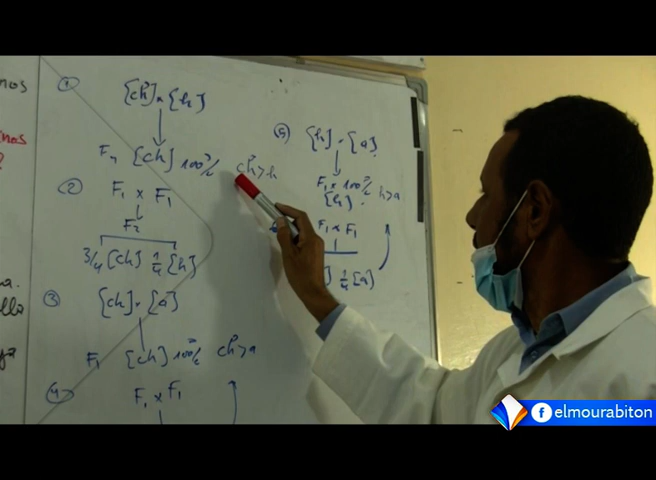 nos
①
[ch] × [h]
F₁ [ch] 100% ch > h
②
F₁ × F₁
F₂
3/4 [ch] 1/4 [h]
③
[ch] × [a]
F₁ [ch] 100% ch > a
④
F₁ × F₁
⑤
[h] × [a]
F₁ × 100%
[h] h > a
F₁ × F₁
] 1/4 [a]
elmourabiton